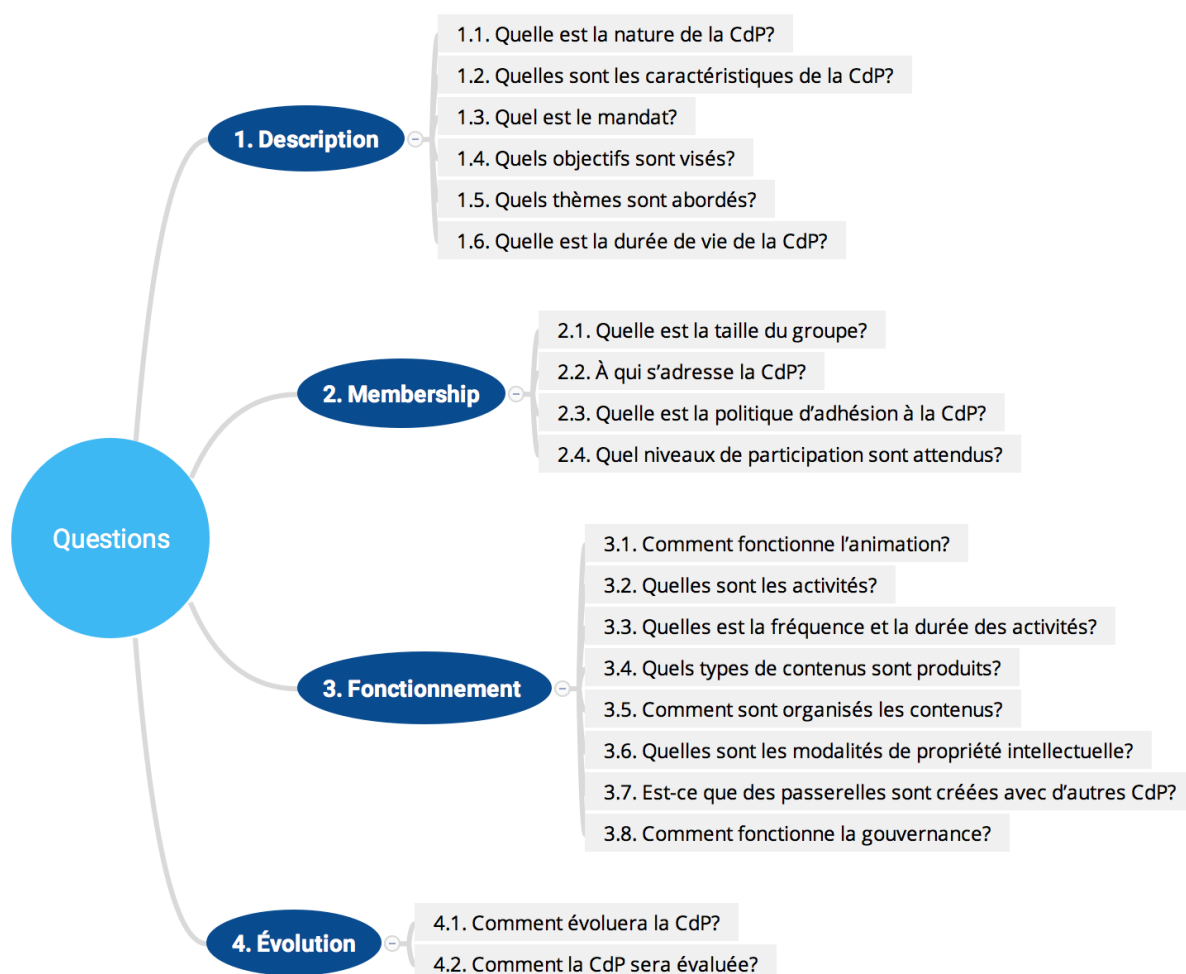 Questions
1. Description
1.1. Quelle est la nature de la CdP?
1.2. Quelles sont les caractéristiques de la CdP?
1.3. Quel est le mandat?
1.4. Quels objectifs sont visés?
1.5. Quels thèmes sont abordés?
1.6. Quelle est la durée de vie de la CdP?
2. Membership
2.1. Quelle est la taille du groupe?
2.2. À qui s’adresse la CdP?
2.3. Quelle est la politique d’adhésion à la CdP?
2.4. Quel niveaux de participation sont attendus?
3. Fonctionnement
3.1. Comment fonctionne l’animation?
3.2. Quelles sont les activités?
3.3. Quelles est la fréquence et la durée des activités?
3.4. Quels types de contenus sont produits?
3.5. Comment sont organisés les contenus?
3.6. Quelles sont les modalités de propriété intellectuelle?
3.7. Est-ce que des passerelles sont créées avec d’autres CdP?
3.8. Comment fonctionne la gouvernance?
4. Évolution
4.1. Comment évoluera la CdP?
4.2. Comment la CdP sera évaluée?